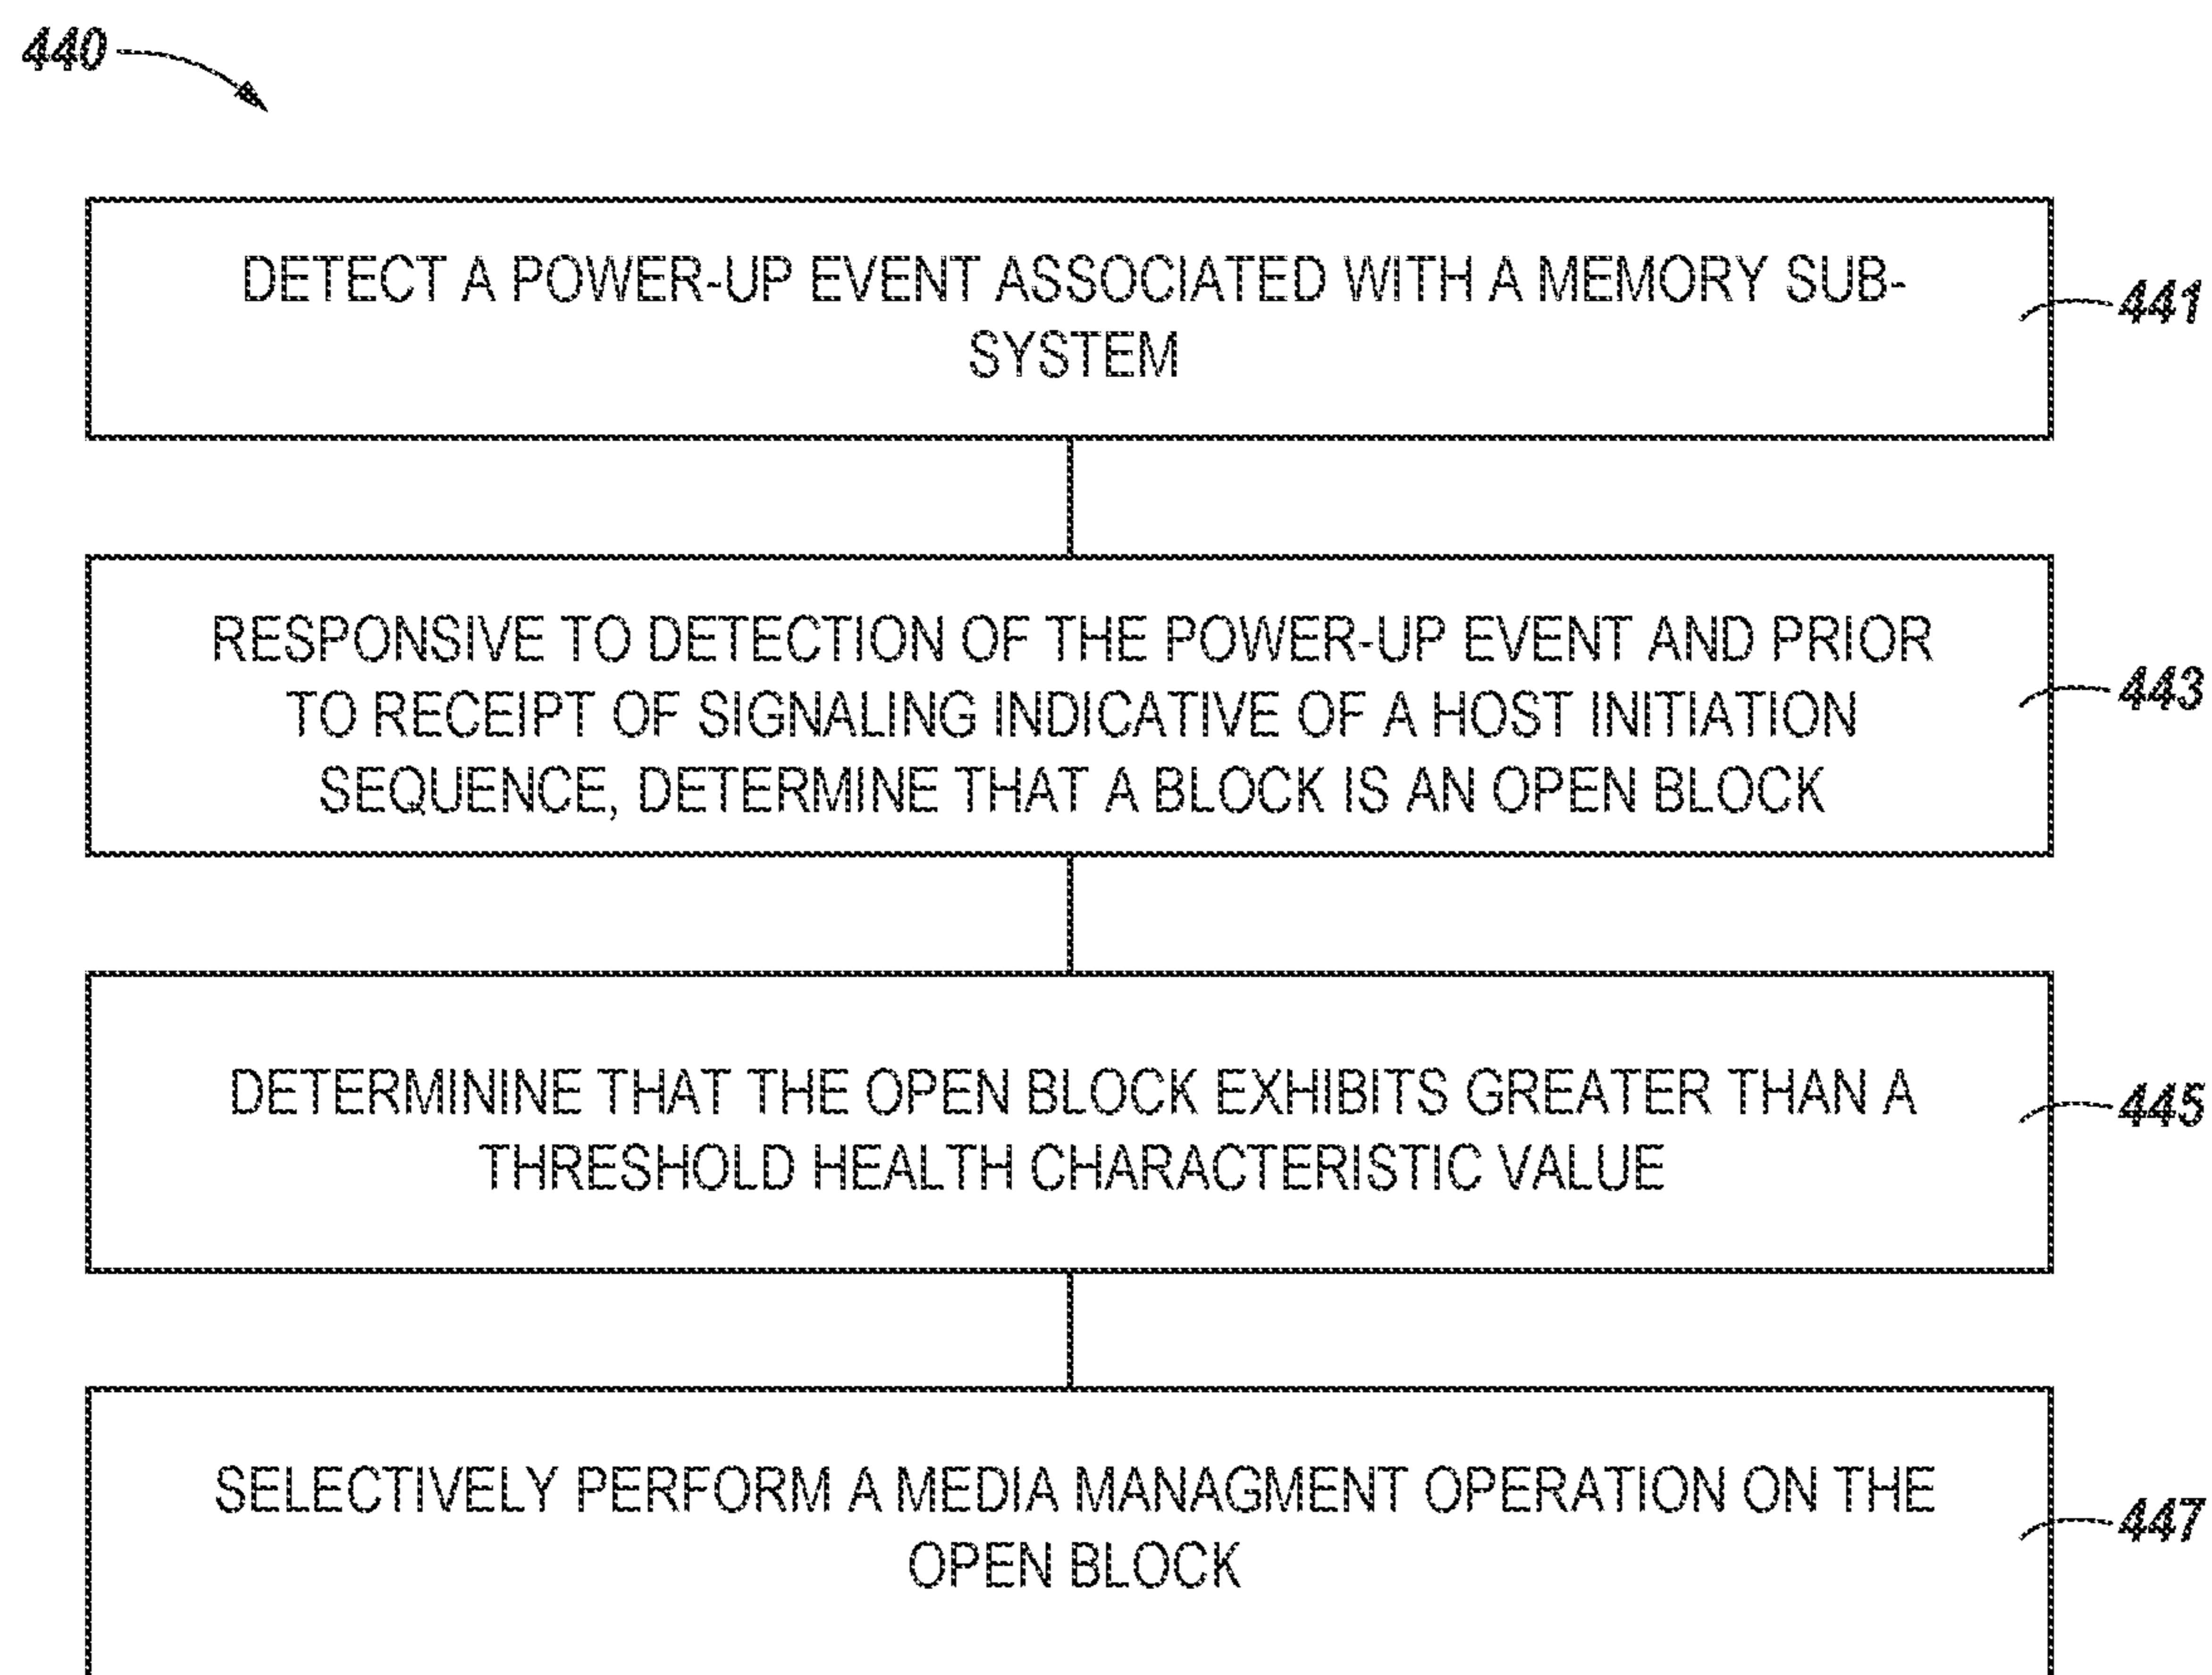 440
DETECT A POWER-UP EVENT ASSOCIATED WITH A MEMORY SUB-
SYSTEM
441
RESPONSIVE TO DETECTION OF THE POWER-UP EVENT AND PRIOR
TO RECEIPT OF SIGNALING INDICATIVE OF A HOST INITIATION
SEQUENCE, DETERMINE THAT A BLOCK IS AN OPEN BLOCK
443
DETERMININE THAT THE OPEN BLOCK EXHIBITS GREATER THAN A
THRESHOLD HEALTH CHARACTERISTIC VALUE
445
SELECTIVELY PERFORM A MEDIA MANAGMENT OPERATION ON THE
OPEN BLOCK
447